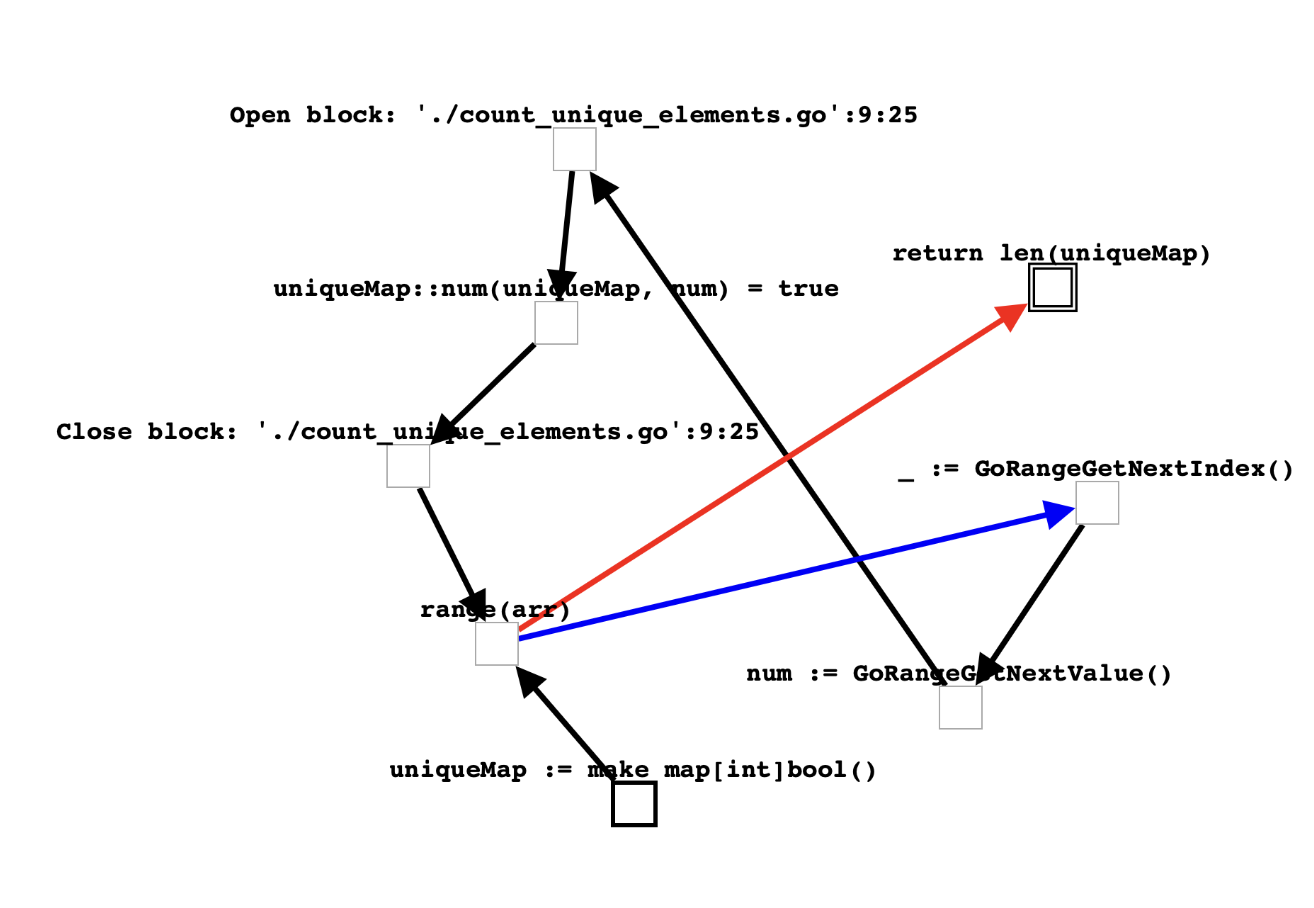 Open block: './count_unique_elements.go':9:25
return len(uniqueMap)
uniqueMap::num(uniqueMap, num) = true
Close block: './count_unique_elements.go':9:25
_ := GoRangeGetNextIndex()
range(arr)
num := GoRangeGetNextValue()
uniqueMap := make map[int]bool()